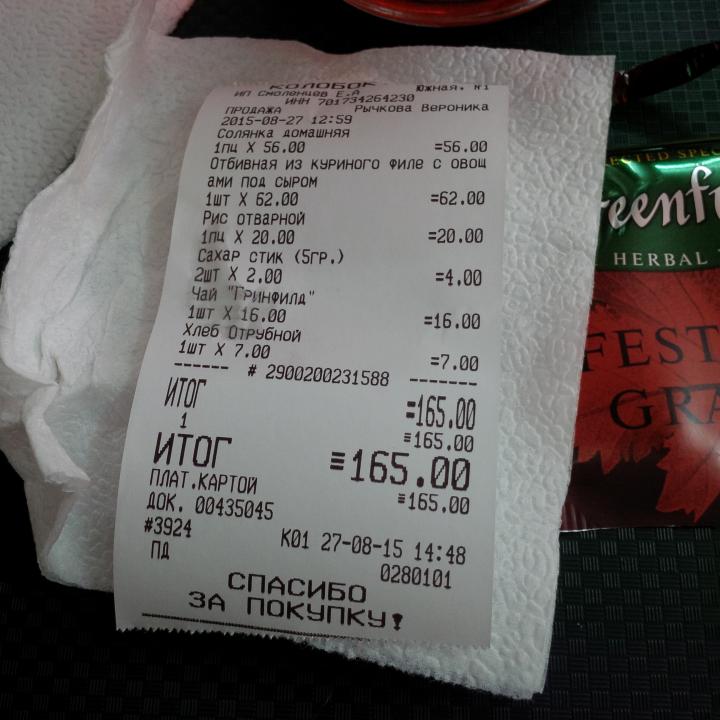 КОЛОБОК Южная, №1
ИП Смоленцев Е.А
ИНН 701734264230
ПРОДАЖА Рычкова Вероника
2015-08-27 12:59
Солянка домашняя
1пц X 56.00 =56.00
Отбивная из куриного филе с овощ
ами под сыром
1шт X 62.00 =62.00
Рис отварной
1пц X 20.00 =20.00
Сахар стик (5гр.)
2шт X 2.00 =4.00
Чай "Гринфилд"
1шт X 16.00 =16.00
Хлеб Отрубной
1шт X 7.00 =7.00
------ # 2900200231588 -------
ИТОГ =165.00
1 ≡165.00
ИТОГ ≡165.00
ПЛАТ.КАРТОЙ ≡165.00
ДОК. 00435045
#3924 К01 27-08-15 14:48
ПД 0280101
СПАСИБО
ЗА ПОКУПКУ!
HERBAL
FEST
GRA